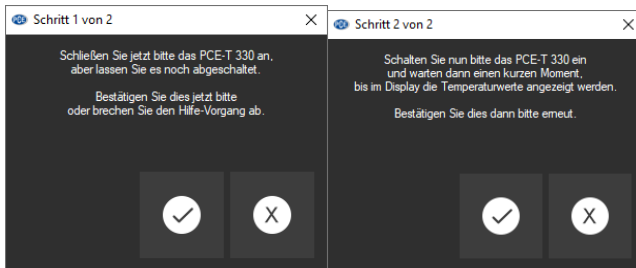 Schritt 1 von 2
Schließen Sie jetzt bitte das PCE-T 330 an,
aber lassen Sie es noch abgeschaltet.
Bestätigen Sie dies jetzt bitte
oder brechen Sie den Hilfe-Vorgang ab.
X
Schritt 2 von 2
Schalten Sie nun bitte das PCE-T 330 ein
und warten dann einen kurzen Moment,
bis im Display die Temperaturwerte angezeigt werden.
Bestätigen Sie dies dann bitte erneut.
X